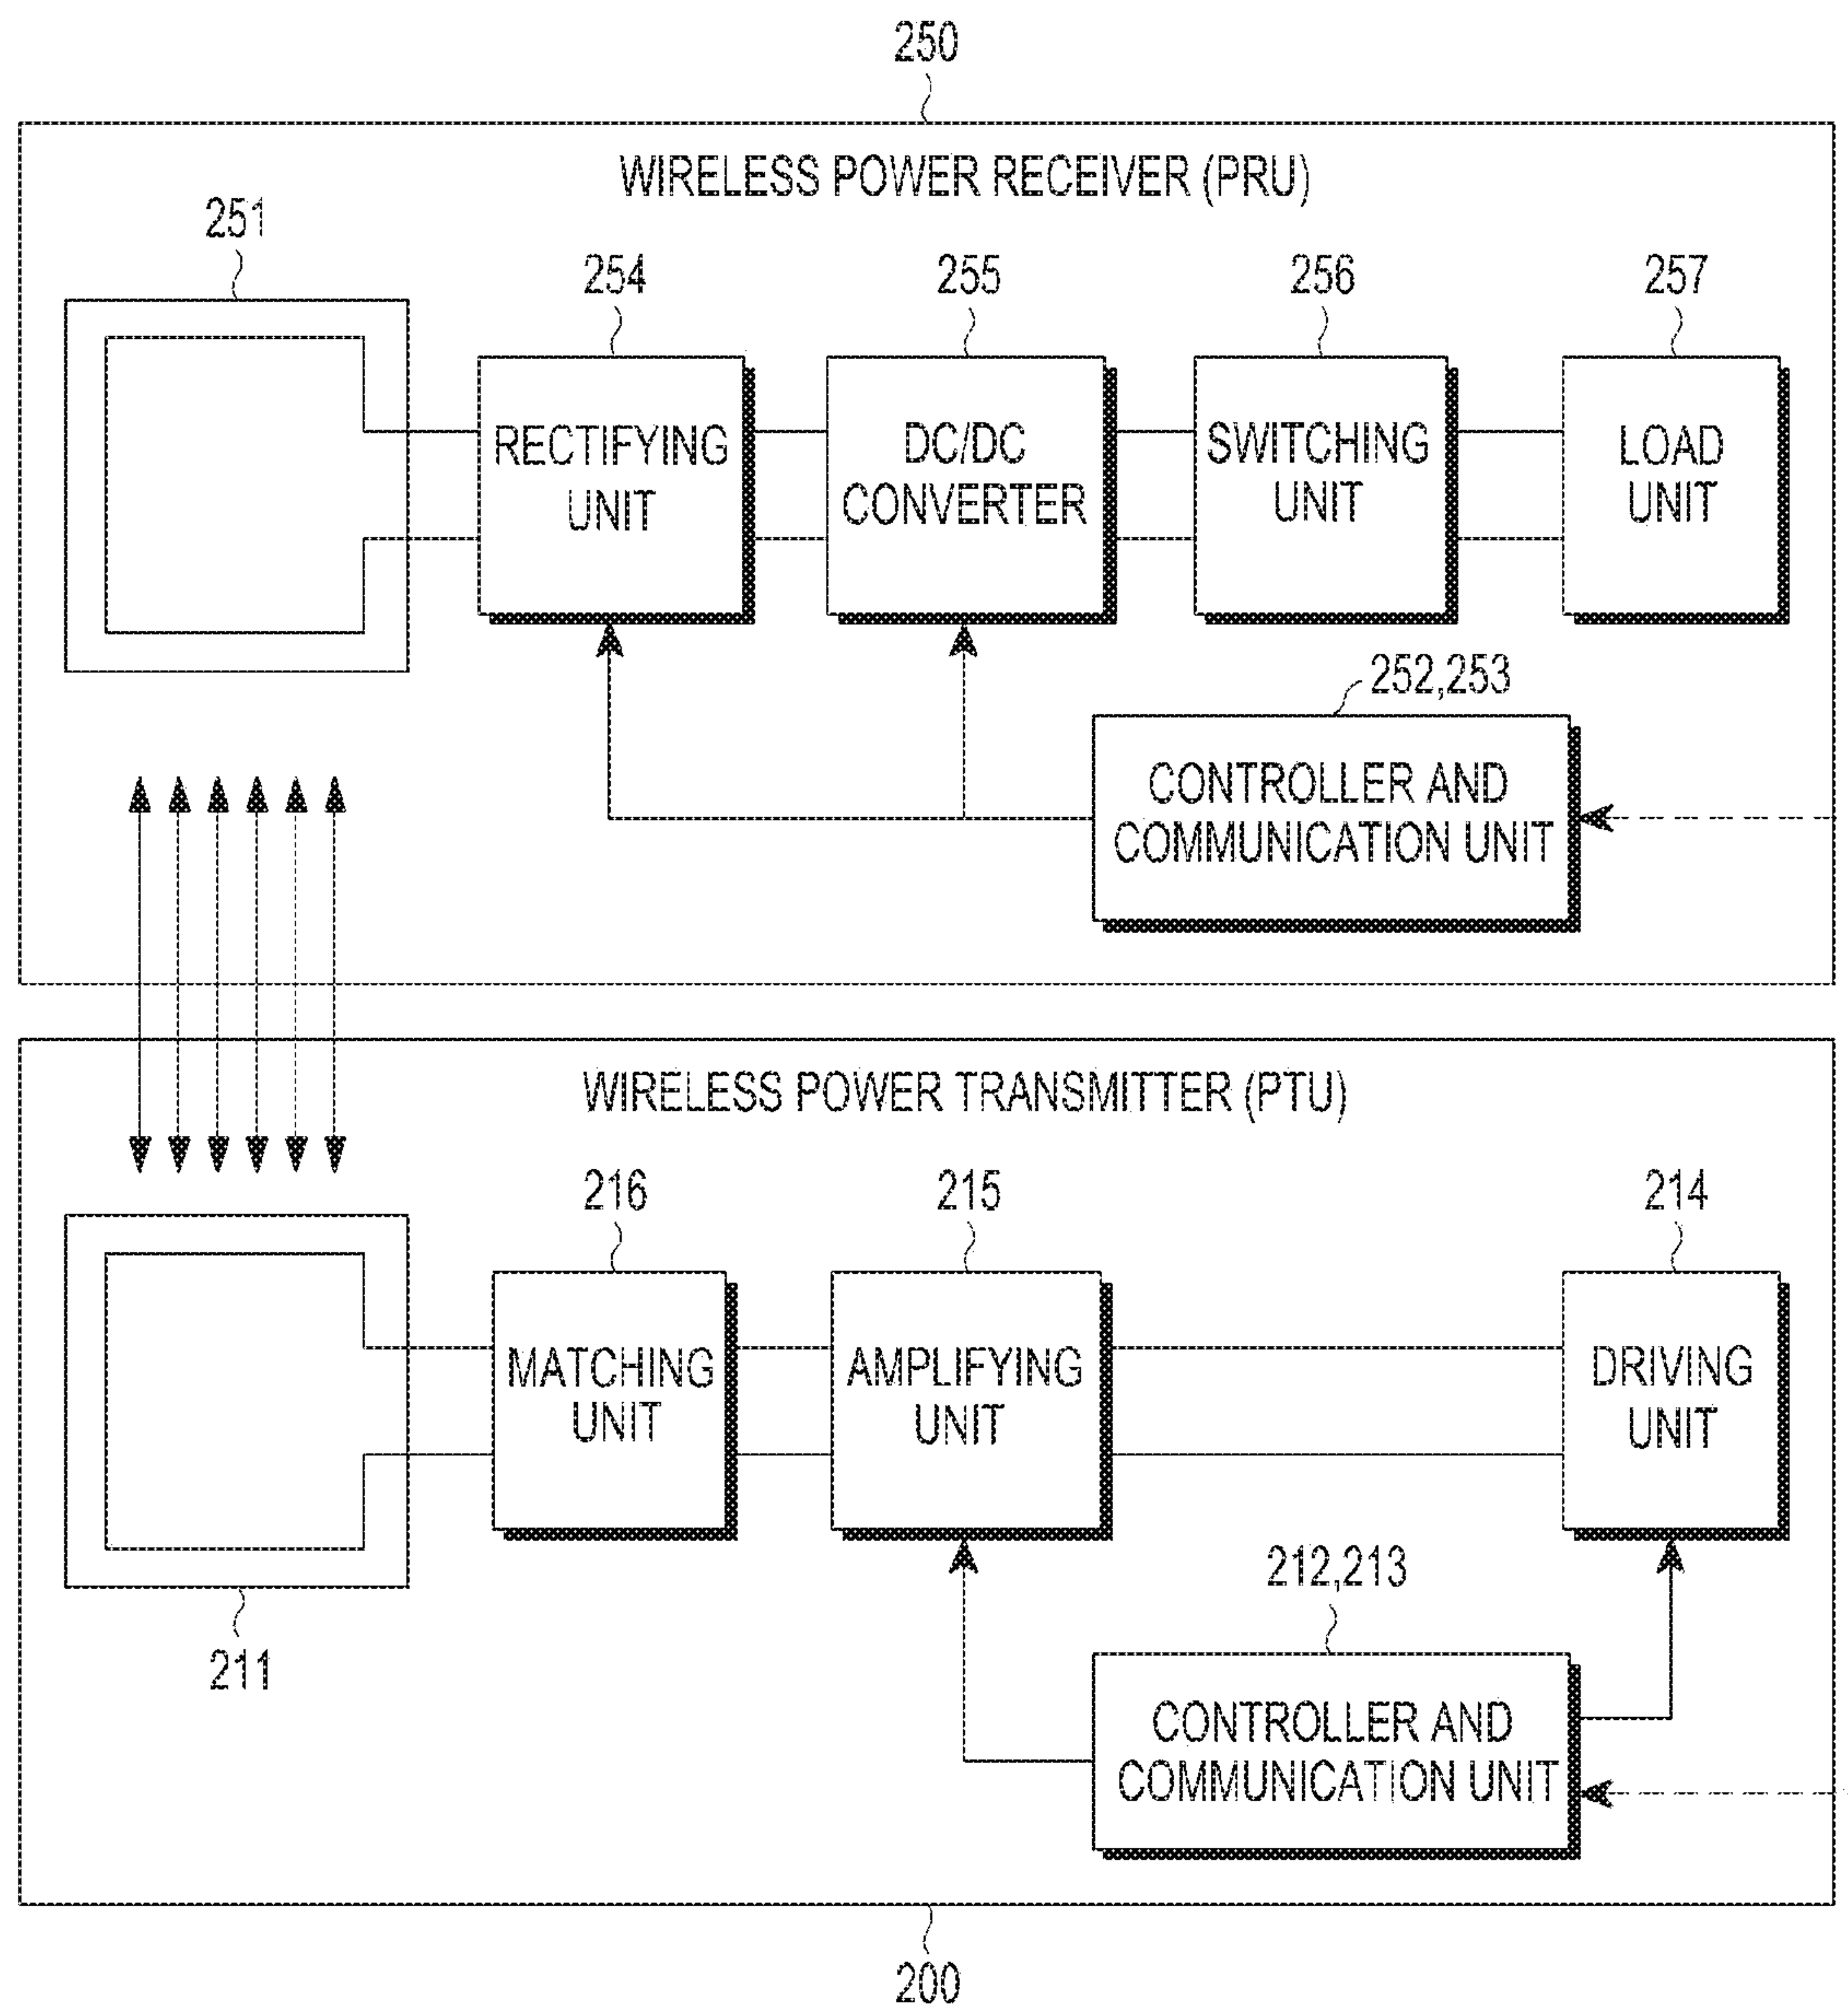 250
WIRELESS POWER RECEIVER (PRU)
251
254
255
256
257
RECTIFYING
UNIT
DC/DC
CONVERTER
SWITCHING
UNIT
LOAD
UNIT
252,253
CONTROLLER AND
COMMUNICATION UNIT
WIRELESS POWER TRANSMITTER (PTU)
216
215
214
MATCHING
UNIT
AMPLIFYING
UNIT
DRIVING
UNIT
211
212,213
CONTROLLER AND
COMMUNICATION UNIT
200